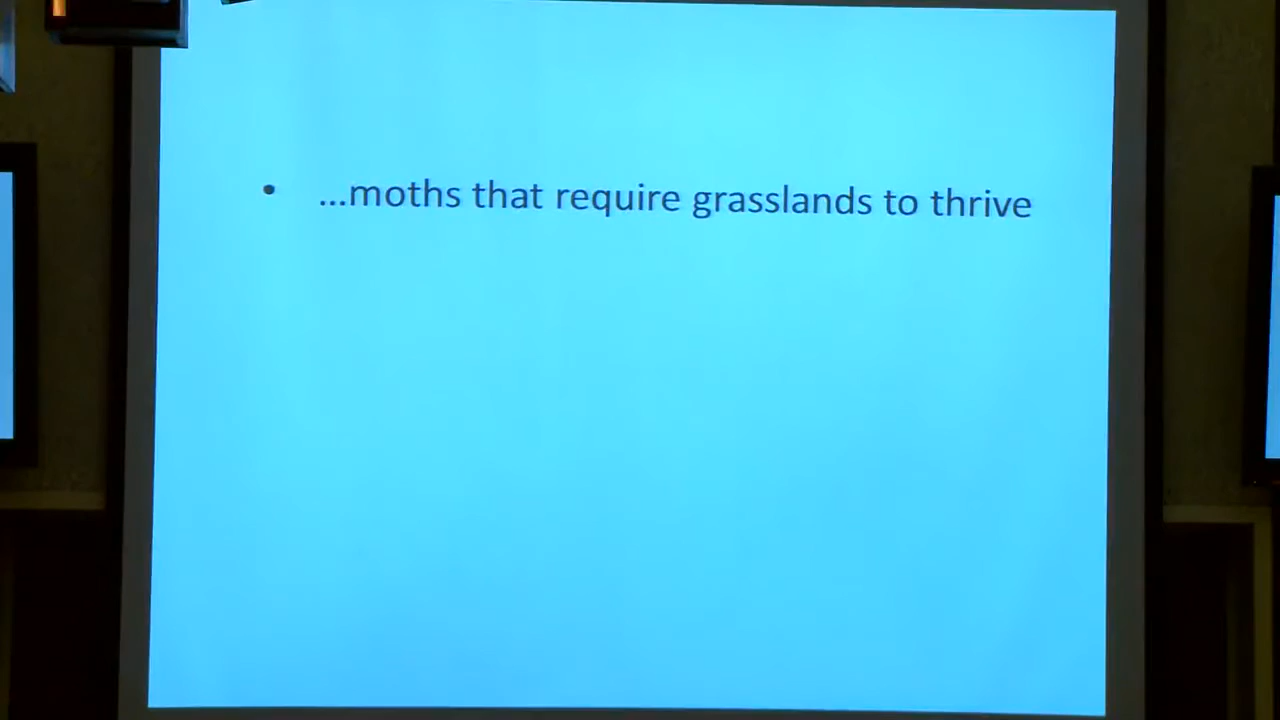 • ...moths that require grasslands to thrive